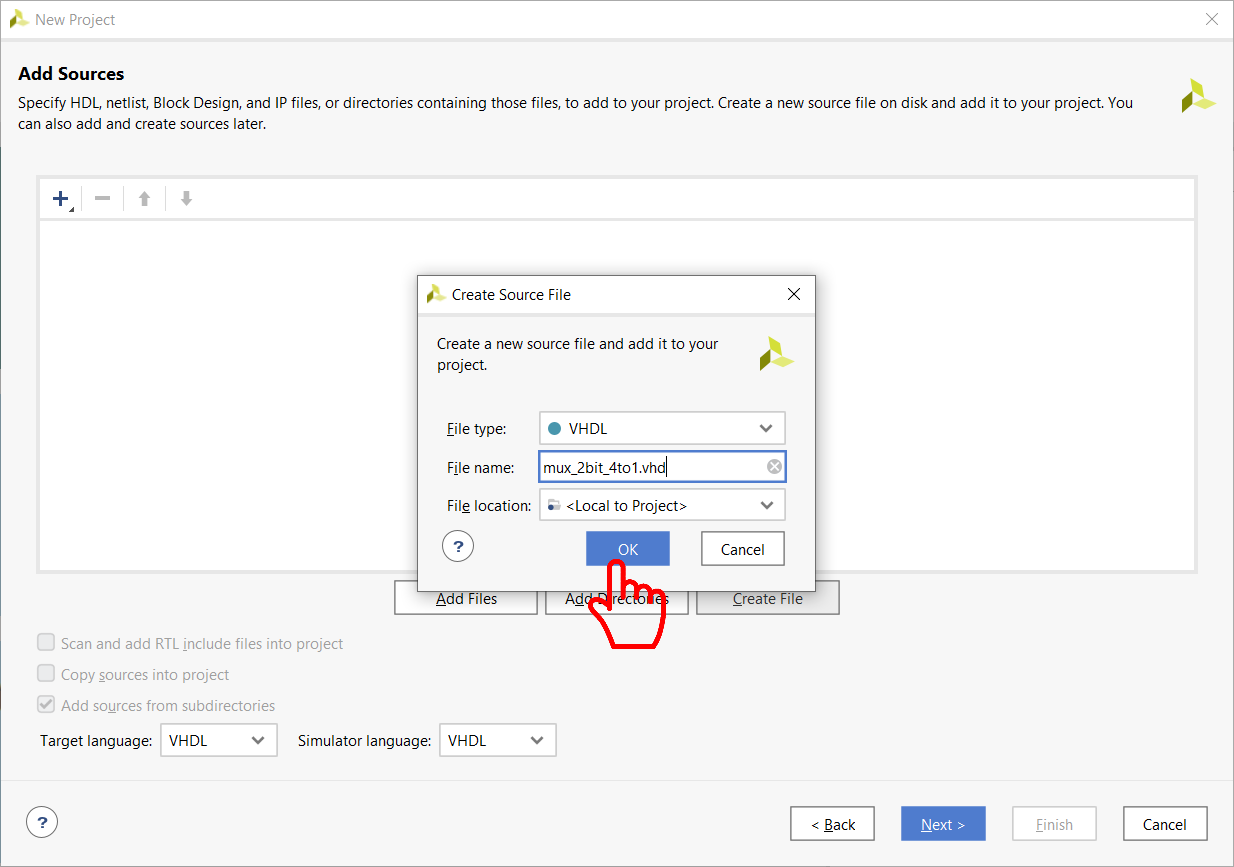 New Project
Add Sources
Specify HDL, netlist, Block Design, and IP files, or directories containing those files, to add to your project. Create a new source file on disk and add it to your project. You
can also add and create sources later.
Create Source File
Create a new source file and add it to your
project.
File type: VHDL
File name: mux_2bit_4to1.vhd
File location: <Local to Project>
? OK Cancel
Add Files Add Directories Create File
Scan and add RTL include files into project
Copy sources into project
Add sources from subdirectories
Target language: VHDL Simulator language: VHDL
? < Back Next > Finish Cancel